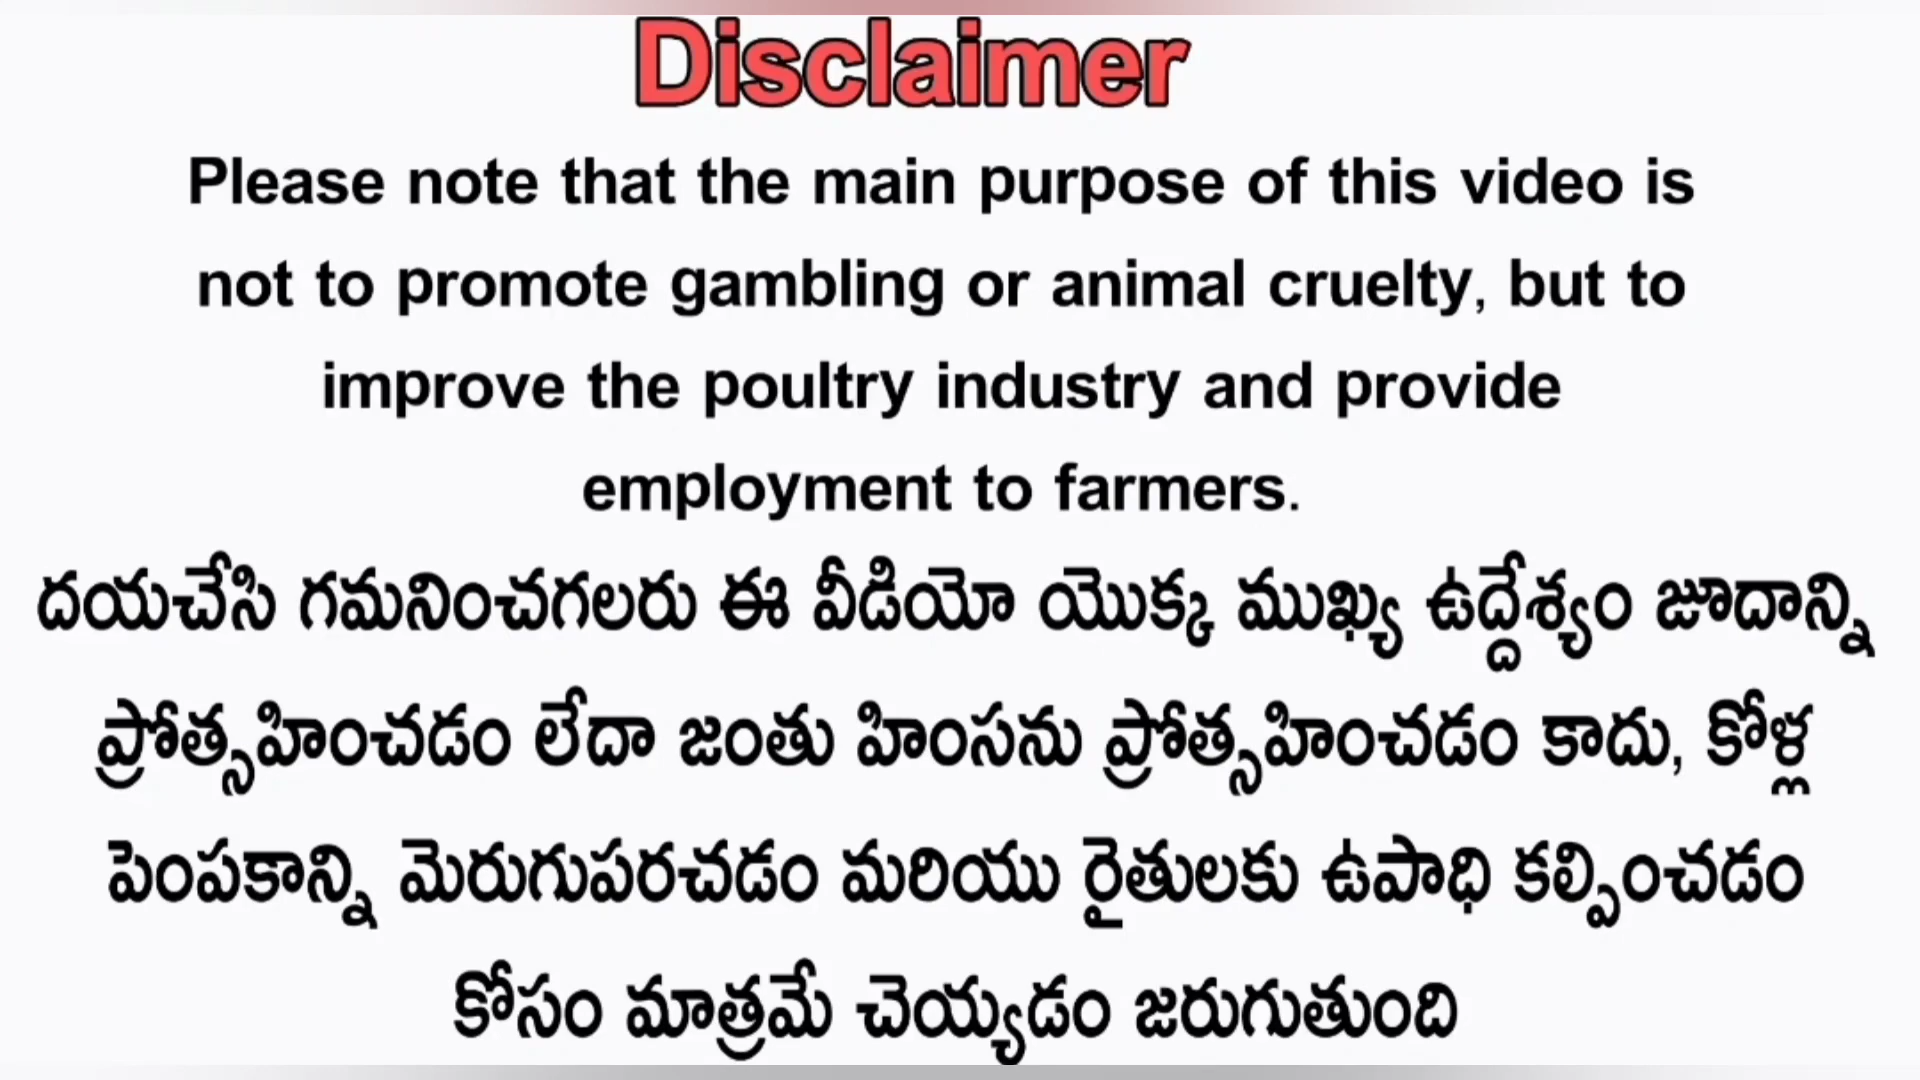 Disclaimer
Please note that the main purpose of this video is
not to promote gambling or animal cruelty, but to
improve the poultry industry and provide
employment to farmers.
దయచేసి గమనించగలరు ఈ వీడియో యొక్క ముఖ్య ఉద్దేశ్యం జూదాన్ని
ప్రోత్సహించడం లేదా జంతు హింసను ప్రోత్సహించడం కాదు, కోళ్ల
పెంపకాన్ని మెరుగుపరచడం మరియు రైతులకు ఉపాధి కల్పించడం
కోసం మాత్రమే చెయ్యడం జరుగుతుంది